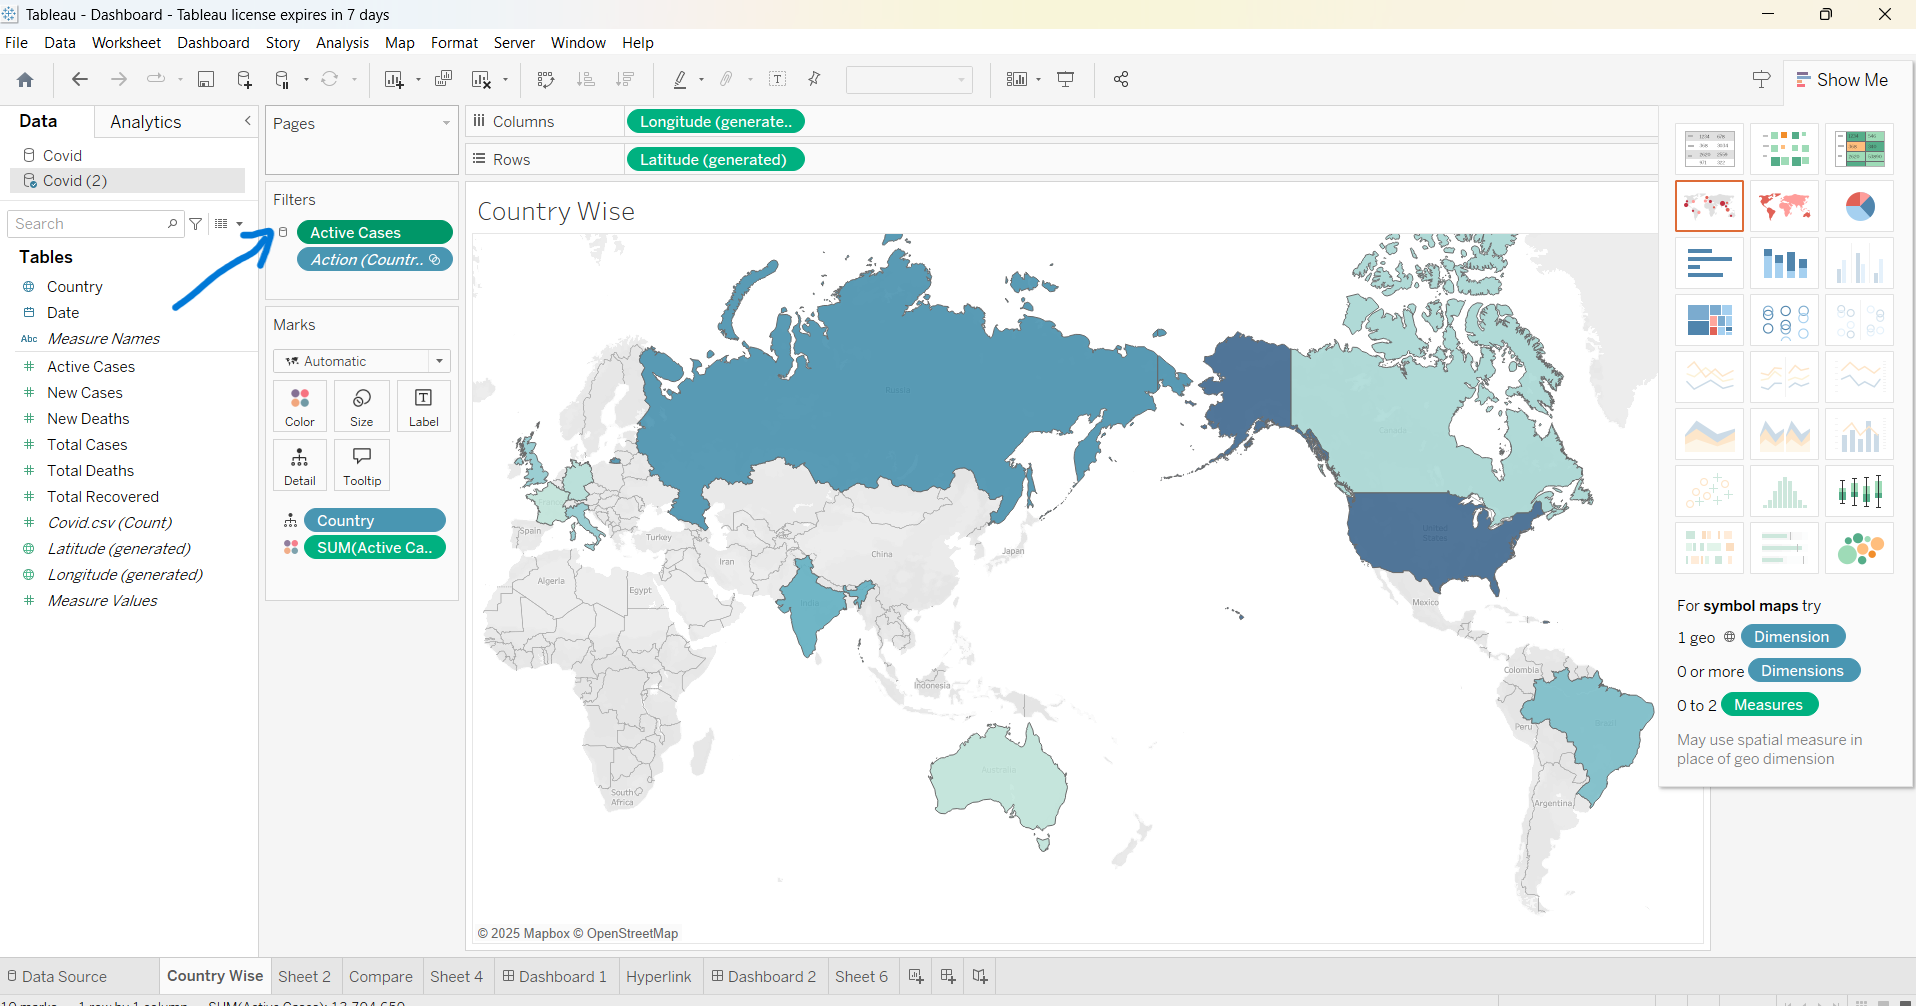 Tableau - Dashboard - Tableau license expires in 7 days
File Data Worksheet Dashboard Story Analysis Map Format Server Window Help
Show Me
Data Analytics
Covid
Covid (2)
Search
Tables
Country
Date
Abc Measure Names
Active Cases
New Cases
New Deaths
Total Cases
Total Deaths
Total Recovered
Covid.csv (Count)
Latitude (generated)
Longitude (generated)
Measure Values
Pages
Filters
Active Cases
Action (Countr..
Marks
Automatic
Color Size Label
Detail Tooltip
Country
SUM(Active Ca..
Columns Longitude (generate..
Rows Latitude (generated)
Country Wise
Russia
Canada
United
States
Spain
Turkey
China
Japan
Iran
Algeria
Egypt
India
Mexico
Colombia
Indonesia
Brazil
Peru
Australia
South
Africa
Argentina
© 2025 Mapbox © OpenStreetMap
For symbol maps try
1 geo Dimension
0 or more Dimensions
0 to 2 Measures
May use spatial measure in
place of geo dimension
Data Source Country Wise Sheet 2 Compare Sheet 4 Dashboard 1 Hyperlink Dashboard 2 Sheet 6
10 marks 1 row by 1 column SUM(Active Cases): 13,704,650